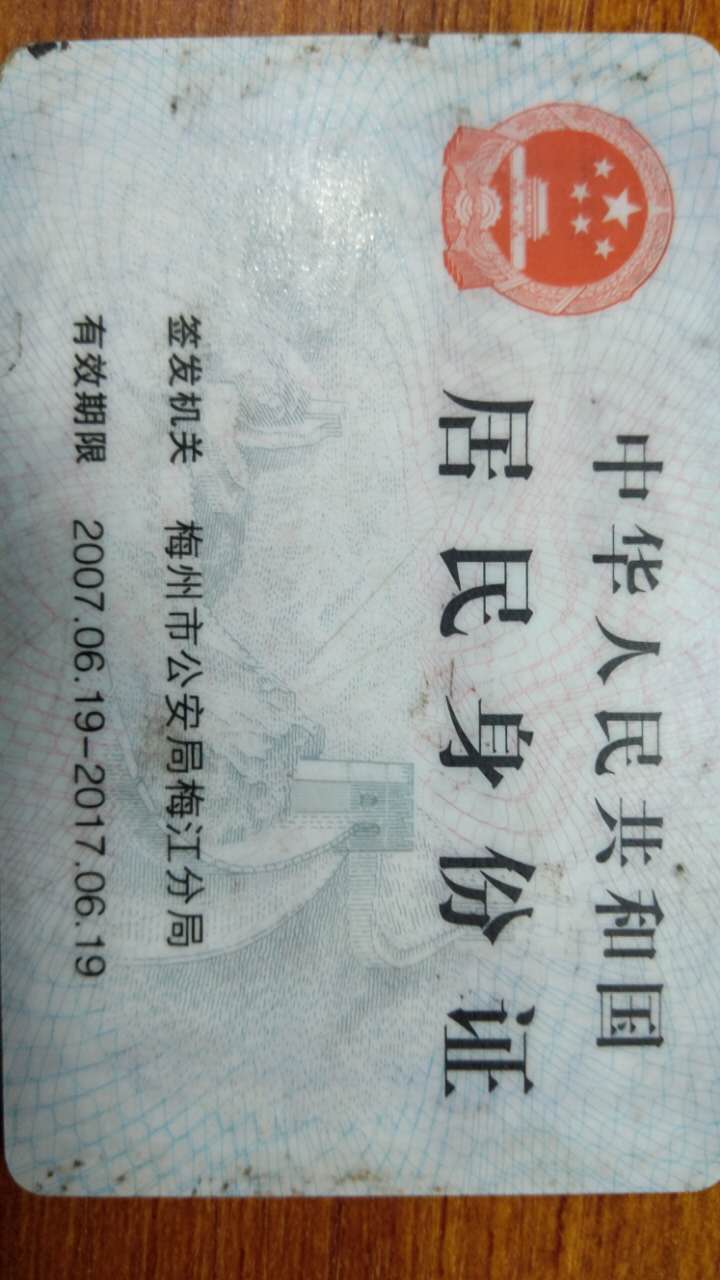 中华人民共和国
居民身份证
签发机关 梅州市公安局梅江分局
有效期限 2007.06.19-2017.06.19